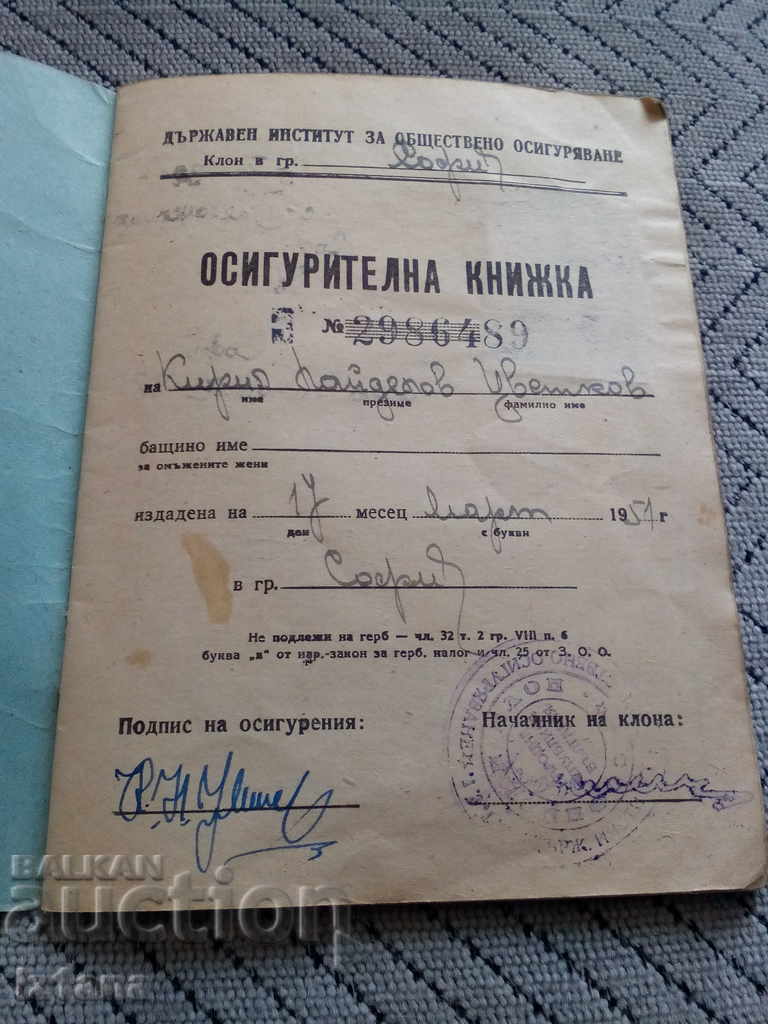 ДЪРЖАВЕН ИНСТИТУТ ЗА ОБЩЕСТВЕНО ОСИГУРЯВАНЕ
Клон в гр. София
ОСИГУРИТЕЛНА КНИЖКА
№ 2986489
на Кирил Найденов Цветков
име презиме фамилно име
бащино име
за омъжените жени
издадена на 17 месец март 1951 г
ден с букви
в гр. София
Не подлежи на герб — чл. 32 т. 2 гр. VIII п. 6
буква „а" от нар.-закон за герб. налог и чл. 25 от З. О. О.
Подпис на осигурения: Началник на клона:
BALKAN
auction
izfana